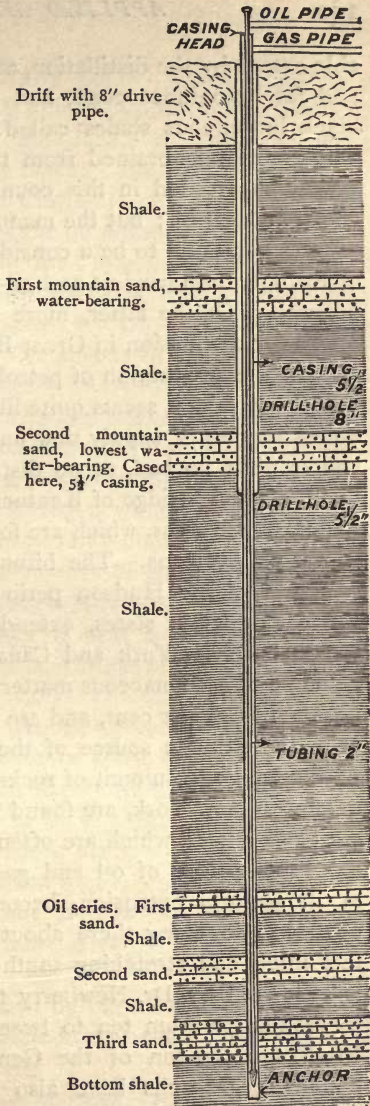 OIL PIPE
CASING
HEAD
GAS PIPE
Drift with 8" drive
pipe.
Shale.
First mountain sand,
water-bearing.
Shale.
CASING
5½"
DRILL-HOLE
8"
Second mountain
sand, lowest wa-
ter-bearing. Cased
here, 5½" casing.
DRILL-HOLE
5½"
Shale.
TUBING 2"
Oil series. First
sand.
Shale.
Second sand.
Shale.
Third sand.
Bottom shale.
ANCHOR